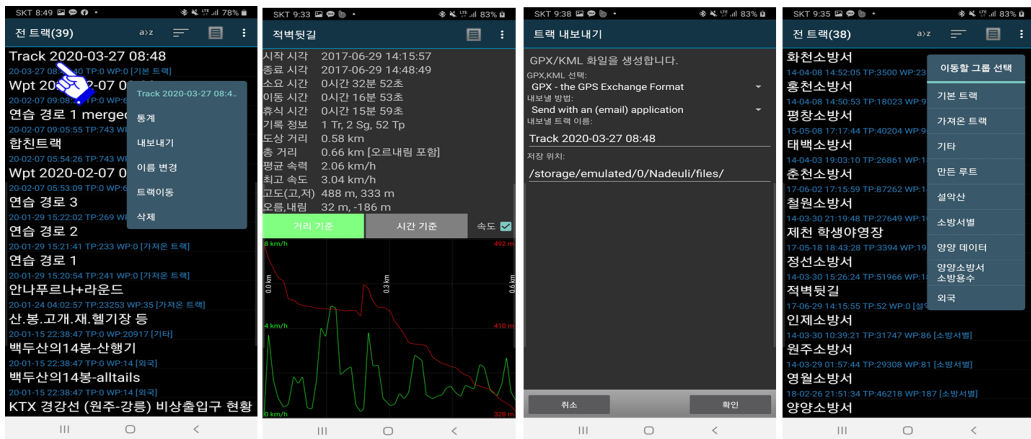 SKT 8:49
78%
전 트랙(39)
a›z
Track 2020-03-27 08:48
TP:0 WP:0 [기본 트랙]
Wpt 20
Track 2020-03-27 08:4..
통계
내보내기
이름 변경
트랙이동
삭제
연습 경로 1 merged
20-02-07 09:05:55 TP:743
합친트랙
20-02-07 05:54:26 TP:743
Wpt 2020-02-07 0
20-02-07 05:53:09 TP:0 WP:
연습 경로 3
20-01-29 15:22:02 TP:269
연습 경로 2
20-01-29 15:21:41 TP:233 WP:0 [가져온 트랙]
연습 경로 1
20-01-29 15:20:54 TP:241 WP:0 [가져온 트랙]
안나푸르나+라운드
20-01-24 04:02:57 TP:23253 WP:35 [가져온 트랙]
산.봉.고개.재.헬기장 등
20-01-15 22:38:47 TP:0 WP:20917 [기타]
백두산의14봉-산행기
20-01-15 22:38:47 TP:0 WP:14 [외국]
백두산의14봉-alltails
20-01-15 22:38:47 TP:0 WP:14 [외국]
KTX 경강선 (원주-강릉) 비상출입구 현황
SKT 9:33
83%
적벽뒷길
시작 시각 2017-06-29 14:15:57
종료 시각 2017-06-29 14:48:49
소요 시간 0시간 32분 52초
이동 시간 0시간 16분 53초
휴식 시간 0시간 15분 59초
기록 정보 1 Tr, 2 Sg, 52 Tp
도상 거리 0.58 km
총 거리 0.66 km [오르내림 포함]
평균 속력 2.06 km/h
최고 속도 3.04 km/h
고도(고,저) 488 m, 333 m
오름,내림 32 m, -186 m
거리 기준
시간 기준
속도
8 km/h
492 m
0.0 km
0.3 km
0.6 km
4 km/h
410 m
0 km/h
328 m
SKT 9:38
83%
트랙 내보내기
GPX/KML 화일을 생성합니다.
GPX,KML 선택:
GPX - the GPS Exchange Format
내보낼 방법:
Send with an (email) application
내보낼 트랙 이름:
Track 2020-03-27 08:48
저장 위치:
/storage/emulated/0/Nadeuli/files/
취소
확인
SKT 9:35
83%
전 트랙(38)
a›z
이동할 그룹 선택
기본 트랙
가져온 트랙
기타
만든 루트
설악산
소방서별
양양 데이터
양양소방서
소방용수
외국
화천소방서
14-04-08 14:52:05 TP:3500 WP:23
홍천소방서
14-04-08 14:50:53 TP:18023 WP:9
평창소방서
15-05-08 17:17:44 TP:40204 WP:9
태백소방서
14-04-03 19:03:10 TP:26861 WP:1
춘천소방서
17-06-02 17:15:59 TP:87262 WP:1
철원소방서
14-03-30 21:19:48 TP:27649 WP:1
제천 학생야영장
17-05-18 18:43:28 TP:3394 WP:19
정선소방서
14-03-30 15:26:24 TP:51966 WP:1
적벽뒷길
17-06-29 14:15:55 TP:52 WP:0
인제소방서
14-03-30 10:39:21 TP:31747 WP:86 [소방서별]
원주소방서
14-03-29 01:57:44 TP:29308 WP:81 [소방서별]
영월소방서
18-02-26 21:51:34 TP:46218 WP:187 [소방서별]
양양소방서